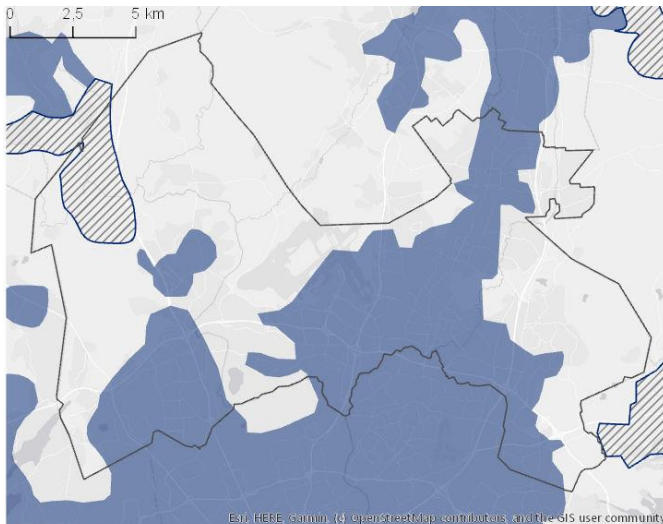 0 2,5 5 km
Esri, HERE, Garmin, (c) OpenStreetMap contributors, and the GIS user community